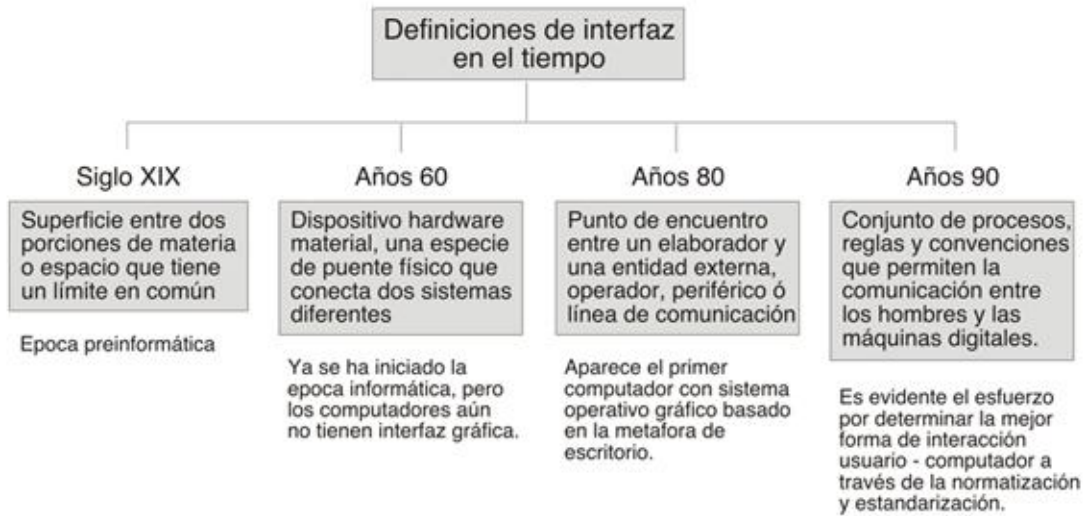 Definiciones de interfaz
en el tiempo
Siglo XIX
Superficie entre dos
porciones de materia
o espacio que tiene
un límite en común
Epoca preinformática
Años 60
Dispositivo hardware
material, una especie
de puente físico que
conecta dos sistemas
diferentes
Ya se ha iniciado la
epoca informática, pero
los computadores aún
no tienen interfaz gráfica.
Años 80
Punto de encuentro
entre un elaborador y
una entidad externa,
operador, periférico ó
línea de comunicación
Aparece el primer
computador con sistema
operativo gráfico basado
en la metafora de
escritorio.
Años 90
Conjunto de procesos,
reglas y convenciones
que permiten la
comunicación entre
los hombres y las
máquinas digitales.
Es evidente el esfuerzo
por determinar la mejor
forma de interacción
usuario - computador a
través de la normatización
y estandarización.